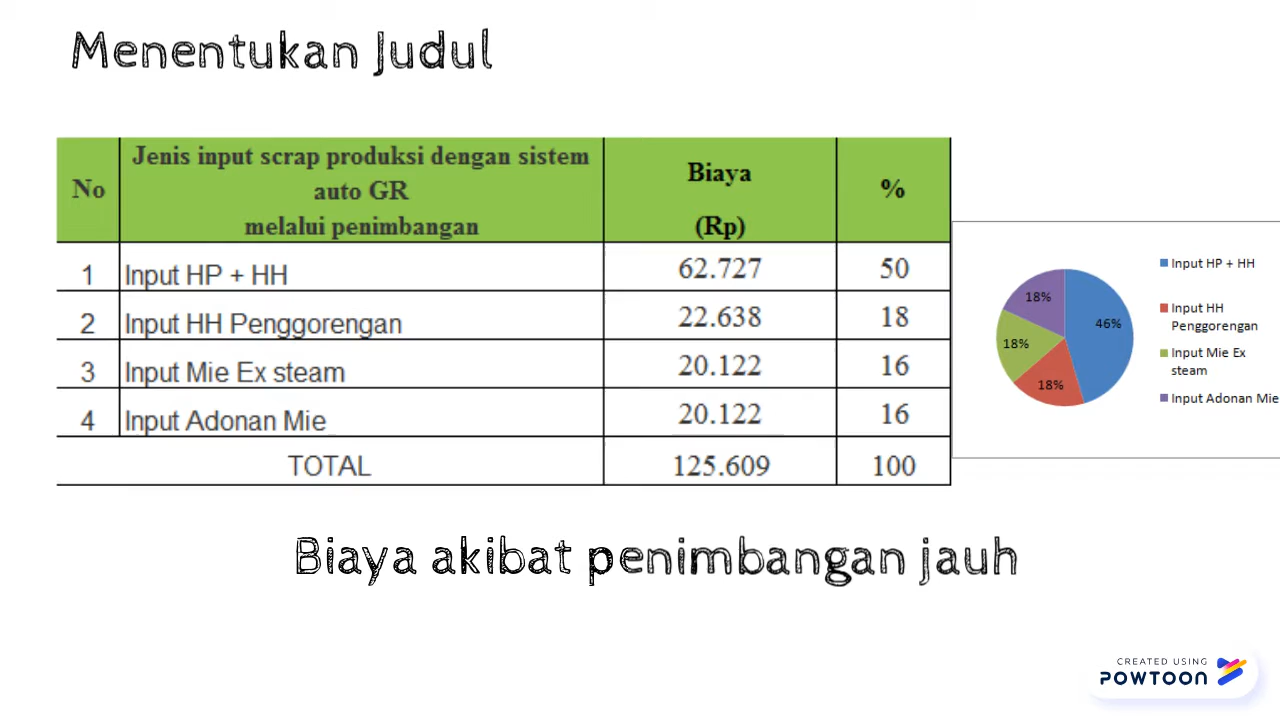 Menentukan Judul
No
Jenis input scrap produksi dengan sistem
auto GR
melalui penimbangan
Biaya
(Rp)
%
1 Input HP + HH 62.727 50
2 Input HH Penggorengan 22.638 18
3 Input Mie Ex steam 20.122 16
4 Input Adonan Mie 20.122 16
TOTAL 125.609 100
18%
46%
18%
18%
Input HP + HH
Input HH
Penggorengan
Input Mie Ex
steam
Input Adonan Mie
Biaya akibat penimbangan jauh
CREATED USING
POWTOON